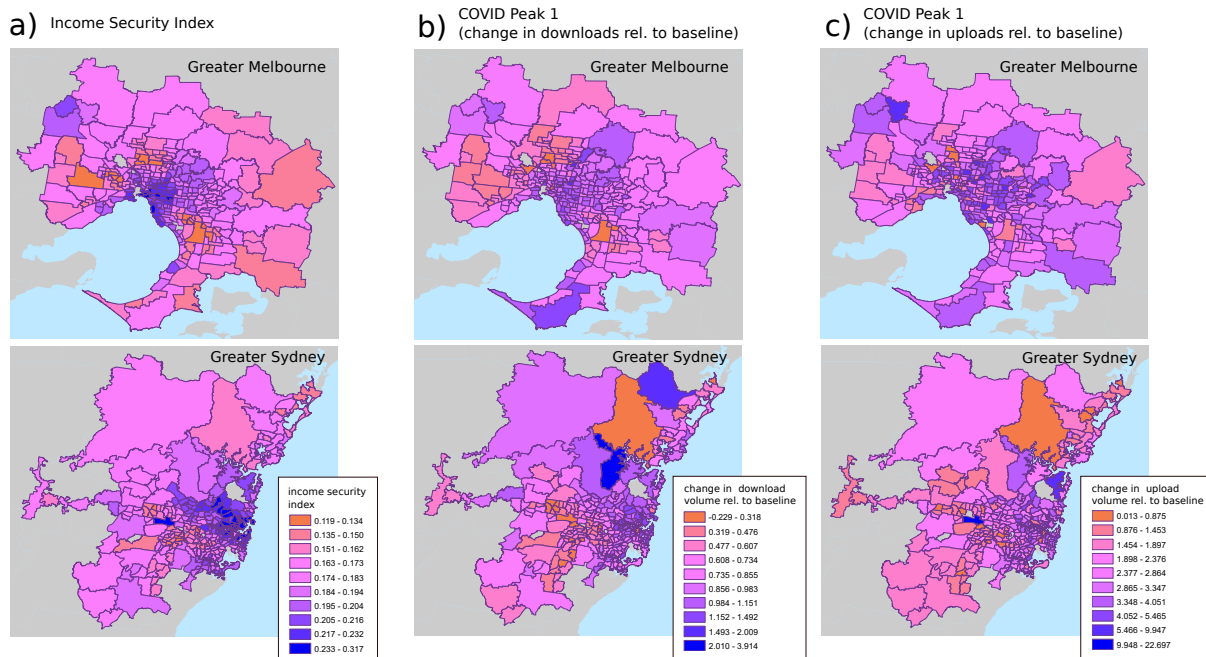 a) Income Security Index
b) COVID Peak 1
(change in downloads rel. to baseline)
c) COVID Peak 1
(change in uploads rel. to baseline)
Greater Melbourne
Greater Melbourne
Greater Melbourne
Greater Sydney
Greater Sydney
Greater Sydney
income security
index
0.119 - 0.134
0.135 - 0.150
0.151 - 0.162
0.163 - 0.173
0.174 - 0.183
0.184 - 0.194
0.195 - 0.204
0.205 - 0.216
0.217 - 0.232
0.233 - 0.317
change in download
volume rel. to baseline
-0.229 - 0.318
0.319 - 0.476
0.477 - 0.607
0.608 - 0.734
0.735 - 0.855
0.856 - 0.983
0.984 - 1.151
1.152 - 1.492
1.493 - 2.009
2.010 - 3.914
change in upload
volume rel. to baseline
0.013 - 0.875
0.876 - 1.453
1.454 - 1.897
1.898 - 2.376
2.377 - 2.864
2.865 - 3.347
3.348 - 4.051
4.052 - 5.465
5.466 - 9.947
9.948 - 22.697